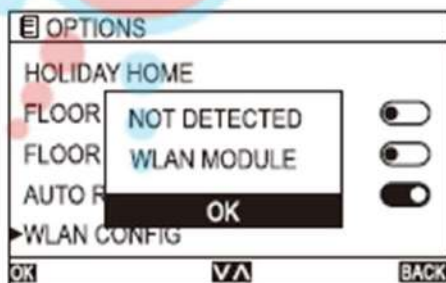 OPTIONS
HOLIDAY HOME
FLOOR
NOT DETECTED
FLOOR
WLAN MODULE
AUTO R
OK
WLAN CONFIG
OK
BACK